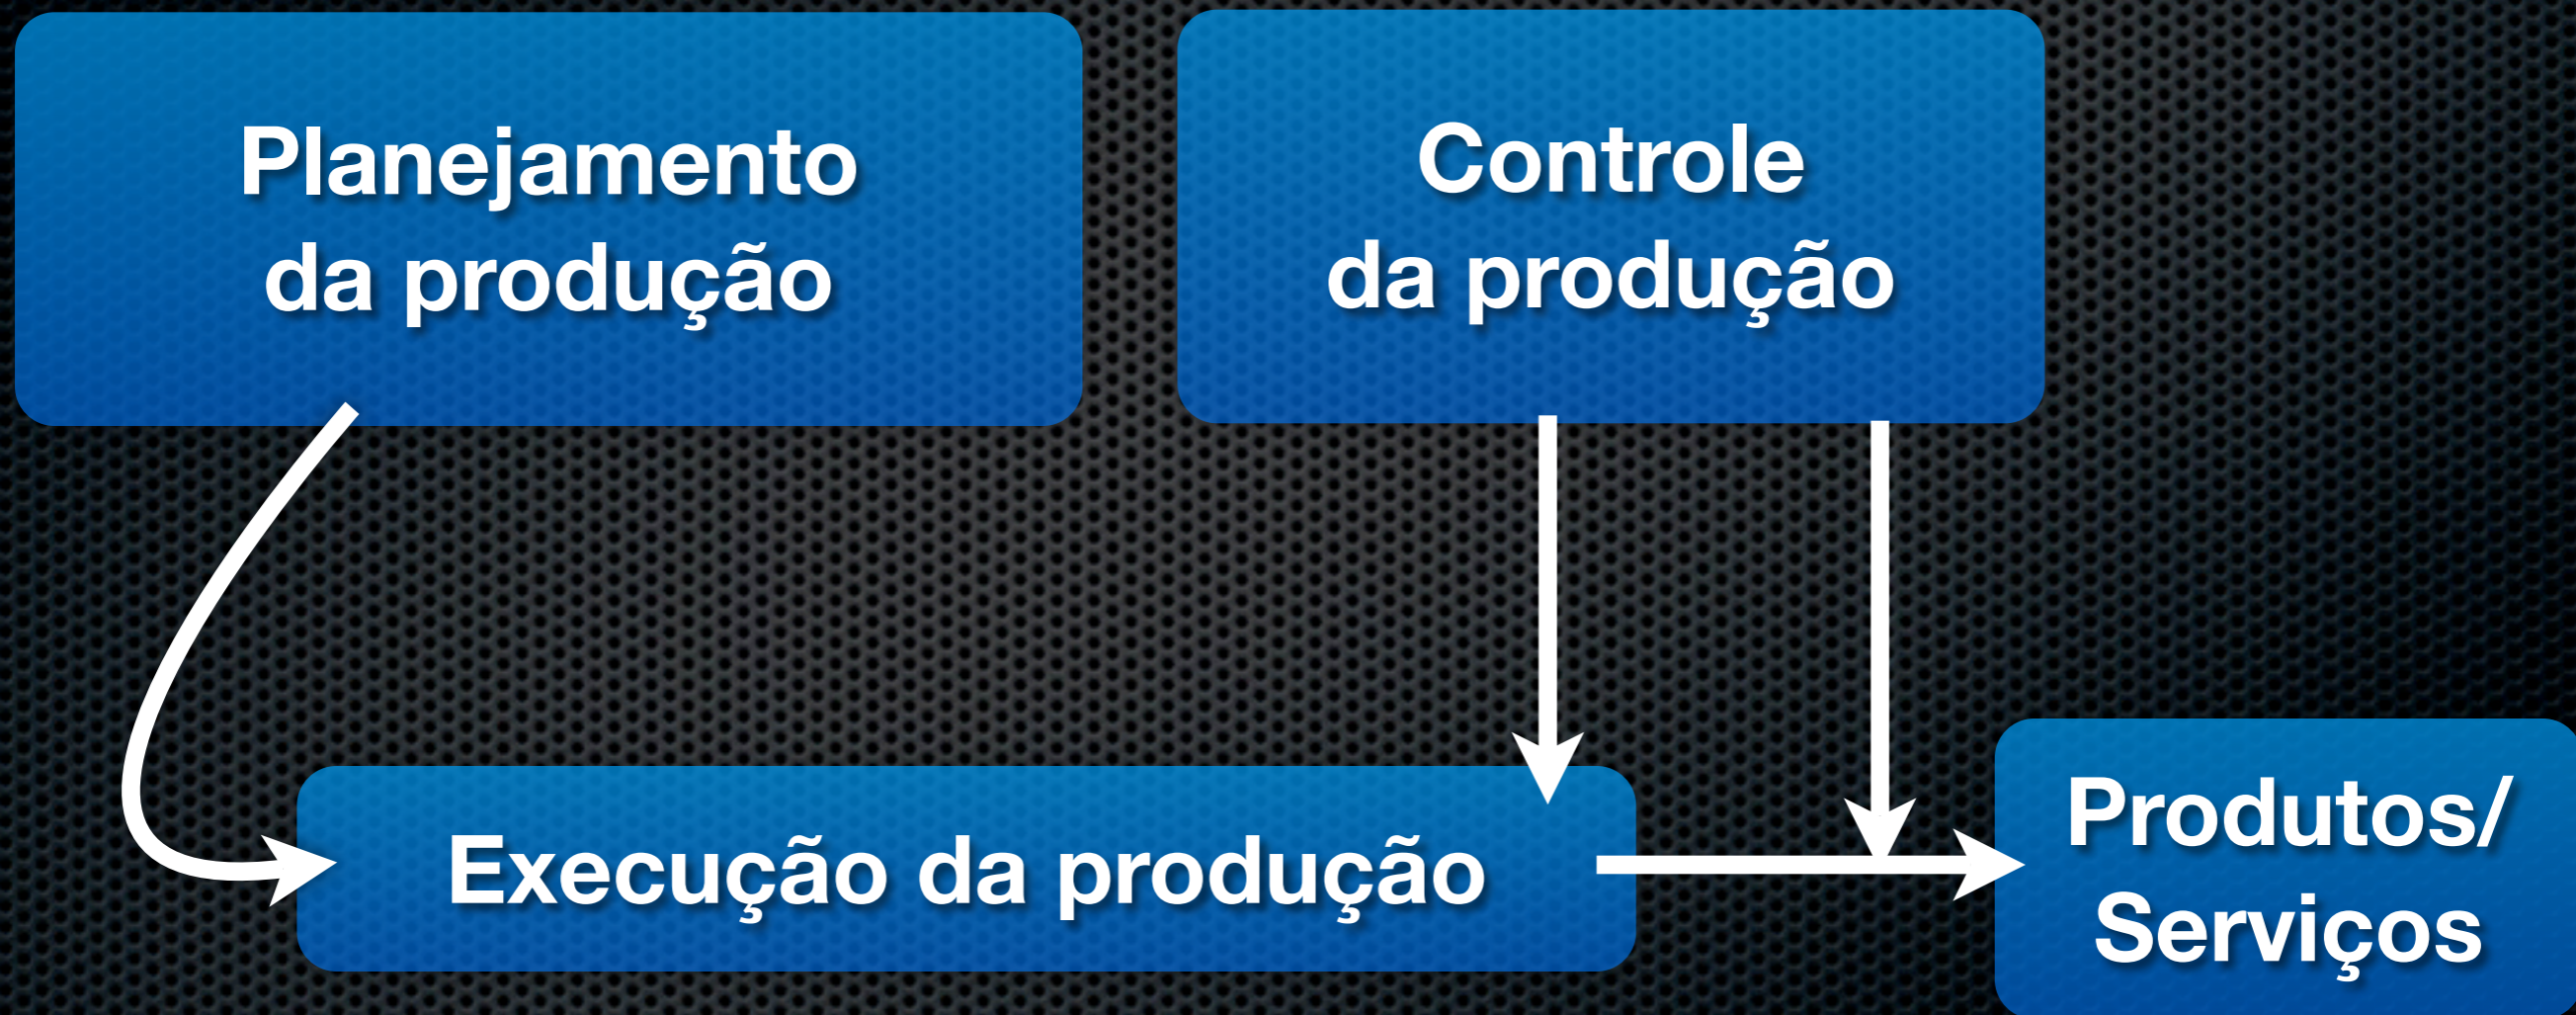 Planejamento
da produção
Controle
da produção
Execução da produção
Produtos/
Serviços